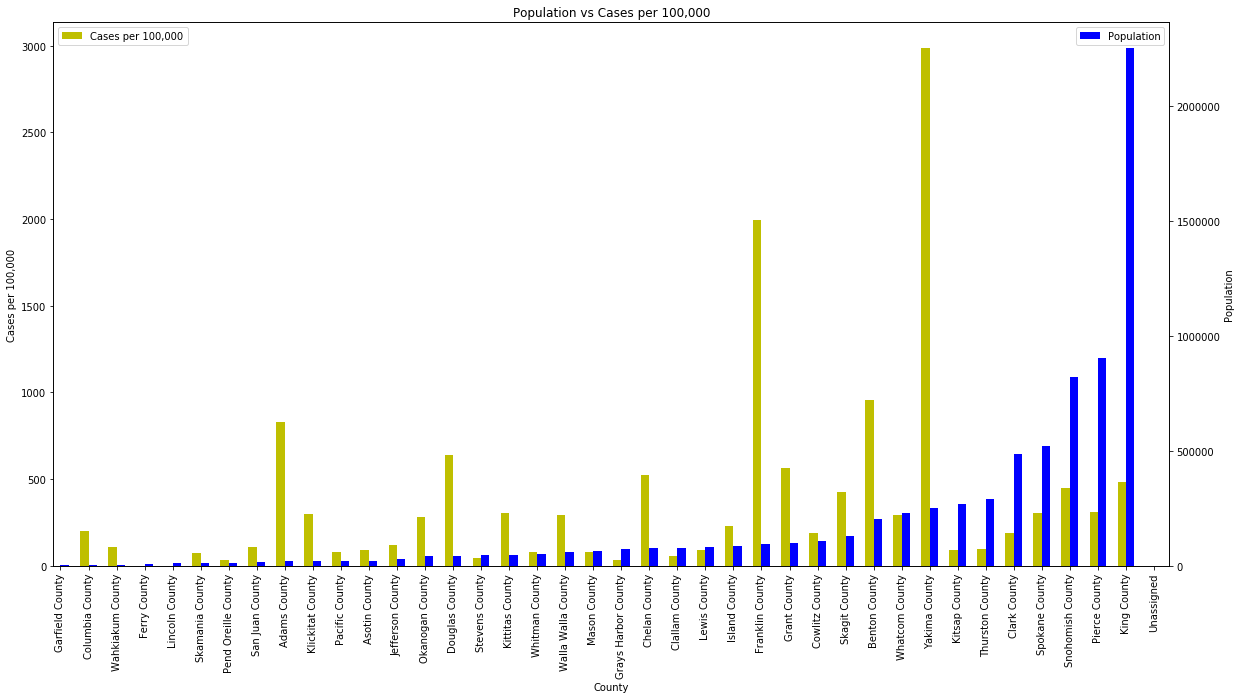 Population vs Cases per 100,000
Cases per 100,000
Population
3000
2500
2000
1500
1000
500
0
Cases per 100,000
2000000
1500000
1000000
500000
0
Population
Garfield County
Columbia County
Wahkiakum County
Ferry County
Lincoln County
Skamania County
Pend Oreille County
San Juan County
Adams County
Klickitat County
Pacific County
Asotin County
Jefferson County
Okanogan County
Douglas County
Stevens County
Kittitas County
Whitman County
Walla Walla County
Mason County
Grays Harbor County
Chelan County
Clallam County
Lewis County
Island County
Franklin County
Grant County
Cowlitz County
Skagit County
Benton County
Whatcom County
Yakima County
Kitsap County
Thurston County
Clark County
Spokane County
Snohomish County
Pierce County
King County
Unassigned
County